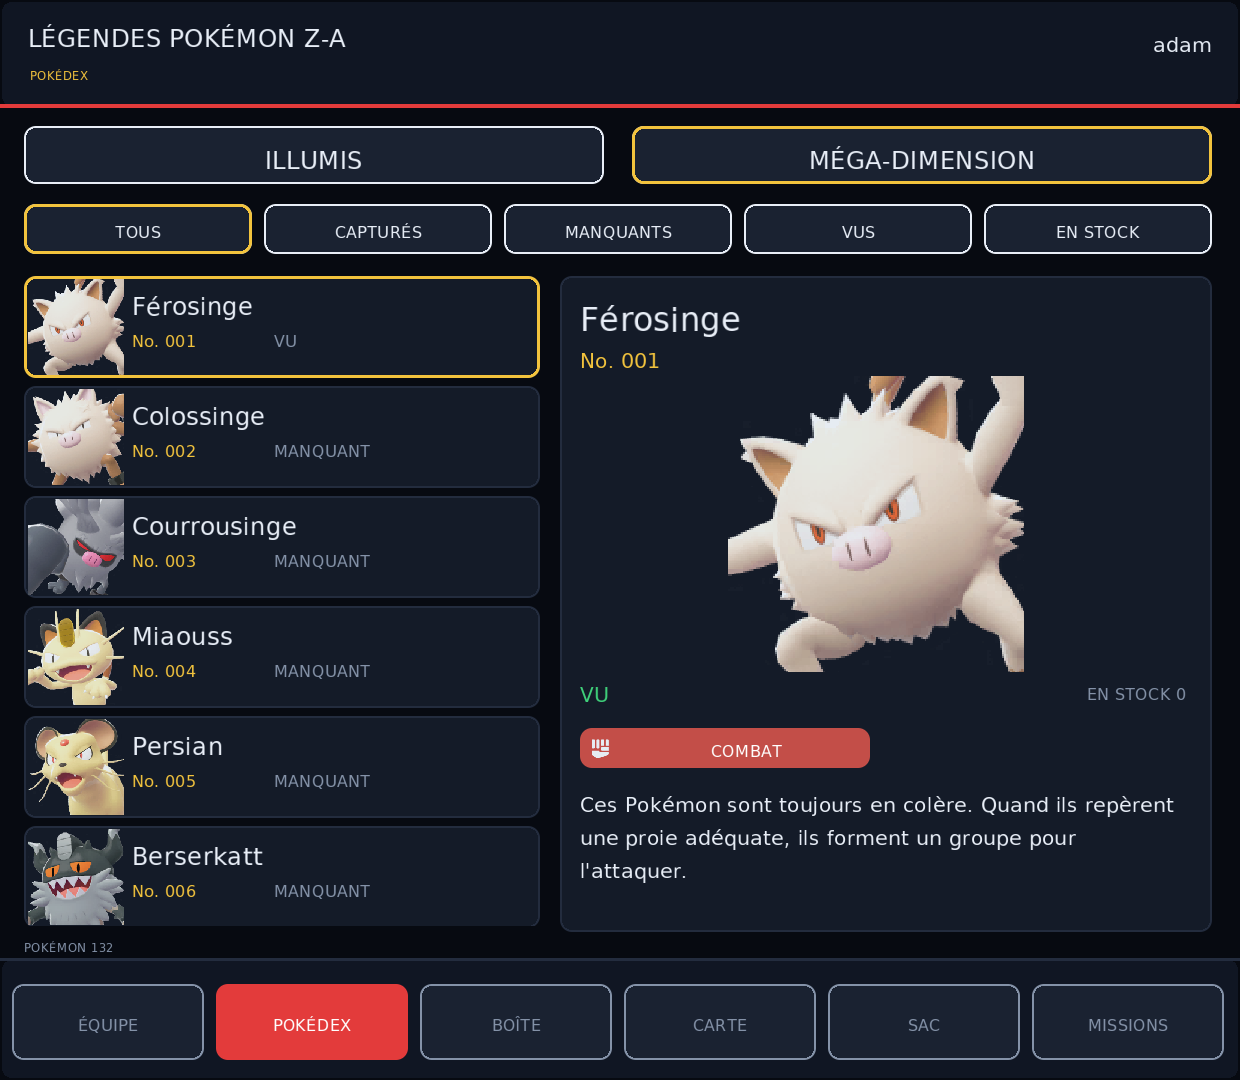 LÉGENDES POKÉMON Z-A
POKÉDEX
adam
ILLUMIS
MÉGA-DIMENSION
TOUS
CAPTURÉS
MANQUANTS
VUS
EN STOCK
Férosinge
No. 001
VU
Colossinge
No. 002
MANQUANT
Courrousinge
No. 003
MANQUANT
Miaouss
No. 004
MANQUANT
Persian
No. 005
MANQUANT
Berserkatt
No. 006
MANQUANT
POKÉMON 132
Férosinge
No. 001
VU
EN STOCK 0
COMBAT
Ces Pokémon sont toujours en colère. Quand ils repèrent
une proie adéquate, ils forment un groupe pour
l'attaquer.
ÉQUIPE
POKÉDEX
BOÎTE
CARTE
SAC
MISSIONS